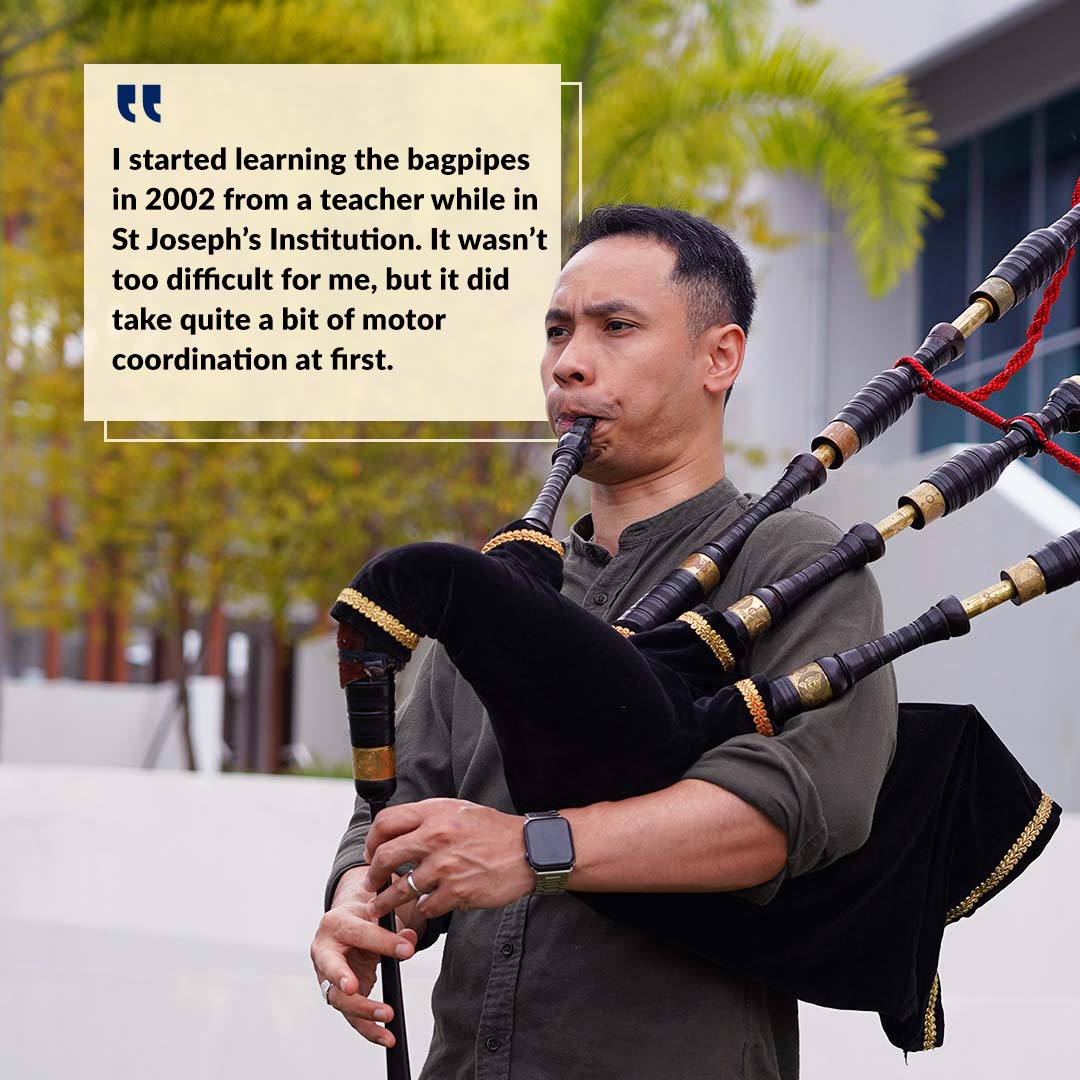 “
I started learning the bagpipes
in 2002 from a teacher while in
St Joseph’s Institution. It wasn’t
too difficult for me, but it did
take quite a bit of motor
coordination at first.